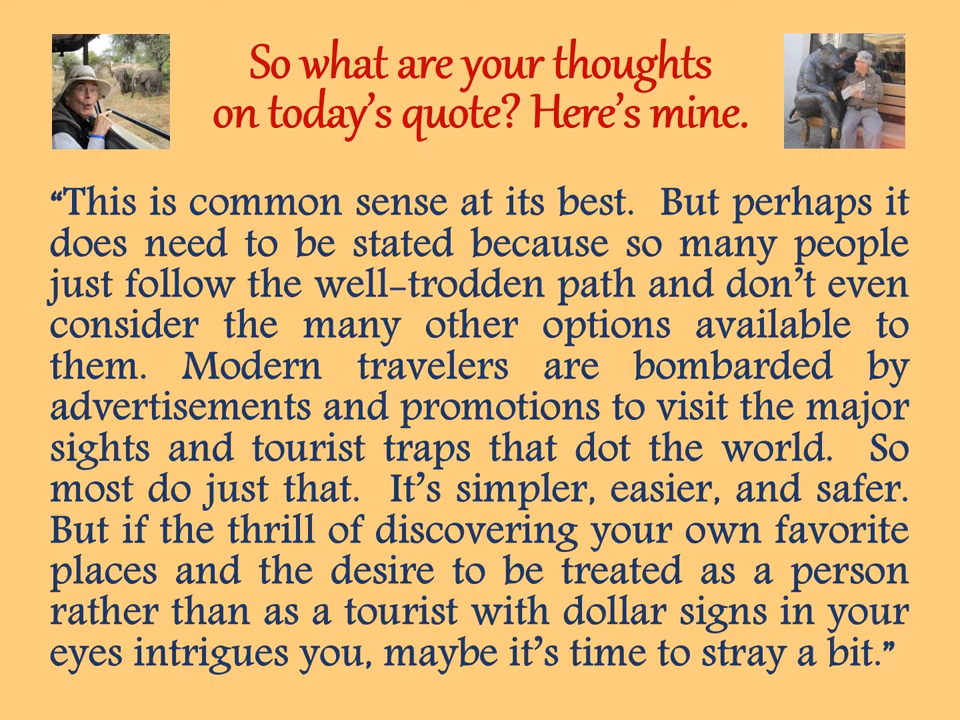 So what are your thoughts
on today's quote? Here's mine.
“This is common sense at its best. But perhaps it
does need to be stated because so many people
just follow the well-trodden path and don't even
consider the many other options available to
them. Modern travelers are bombarded by
advertisements and promotions to visit the major
sights and tourist traps that dot the world. So
most do just that. It's simpler, easier, and safer.
But if the thrill of discovering your own favorite
places and the desire to be treated as a person
rather than as a tourist with dollar signs in your
eyes intrigues you, maybe it's time to stray a bit.”